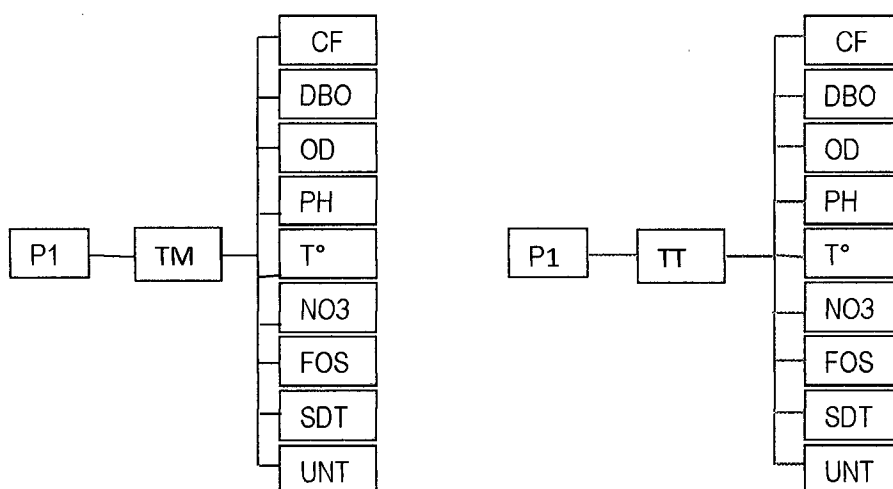 CF
DBO
OD
PH
P1 TM T°
NO3
FOS
SDT
UNT
CF
DBO
OD
PH
P1 TT T°
NO3
FOS
SDT
UNT